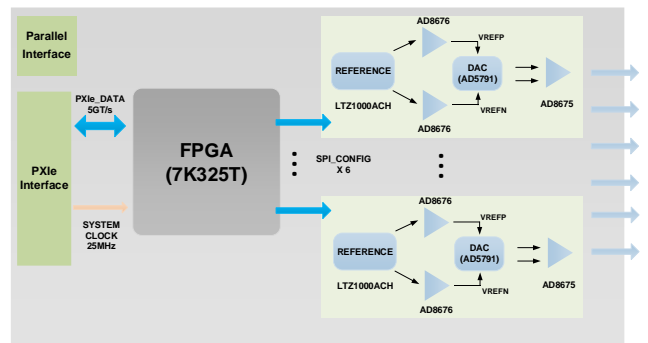 Parallel
Interface
PXIe
Interface
PXIe_DATA
5GT/s
SYSTEM
CLOCK
25MHz
FPGA
(7K325T)
SPI_CONFIG
X 6
AD8676
VREFP
REFERENCE
DAC
(AD5791)
LTZ1000ACH
VREFN
AD8675
AD8676
AD8676
VREFP
REFERENCE
DAC
(AD5791)
LTZ1000ACH
VREFN
AD8675
AD8676